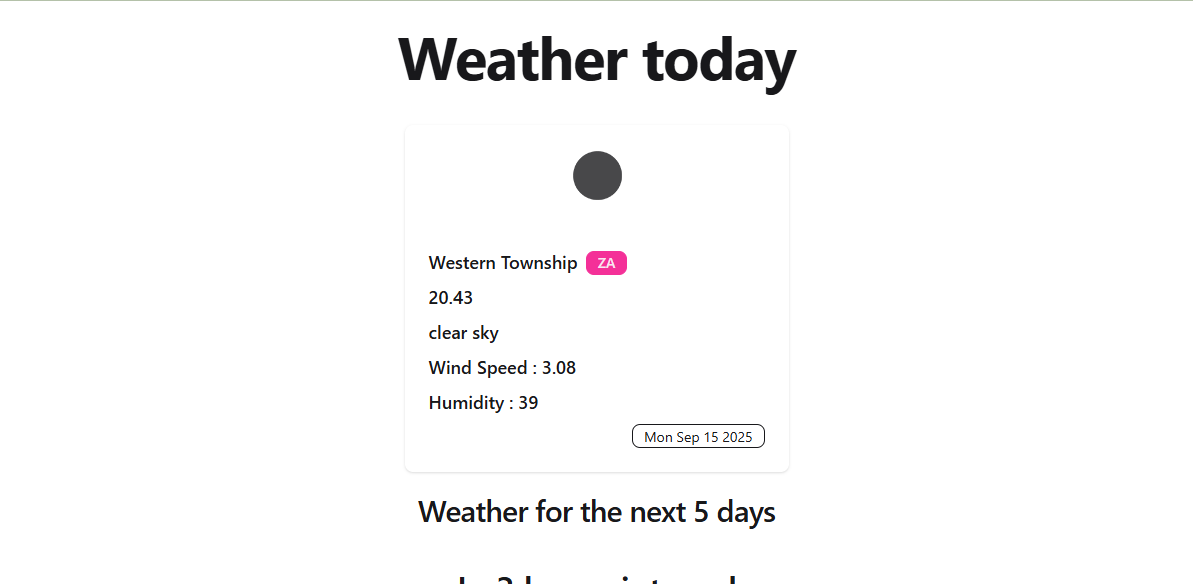 Weather today
Western Township ZA
20.43
clear sky
Wind Speed : 3.08
Humidity : 39
Mon Sep 15 2025
Weather for the next 5 days